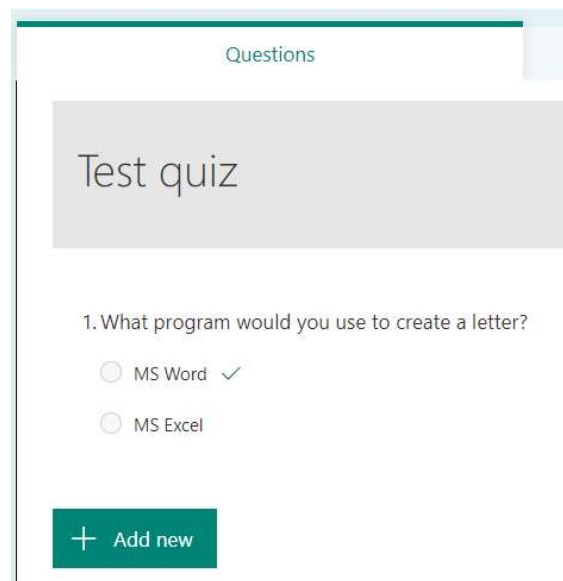 Questions
Test quiz
1. What program would you use to create a letter?
MS Word
MS Excel
Add new